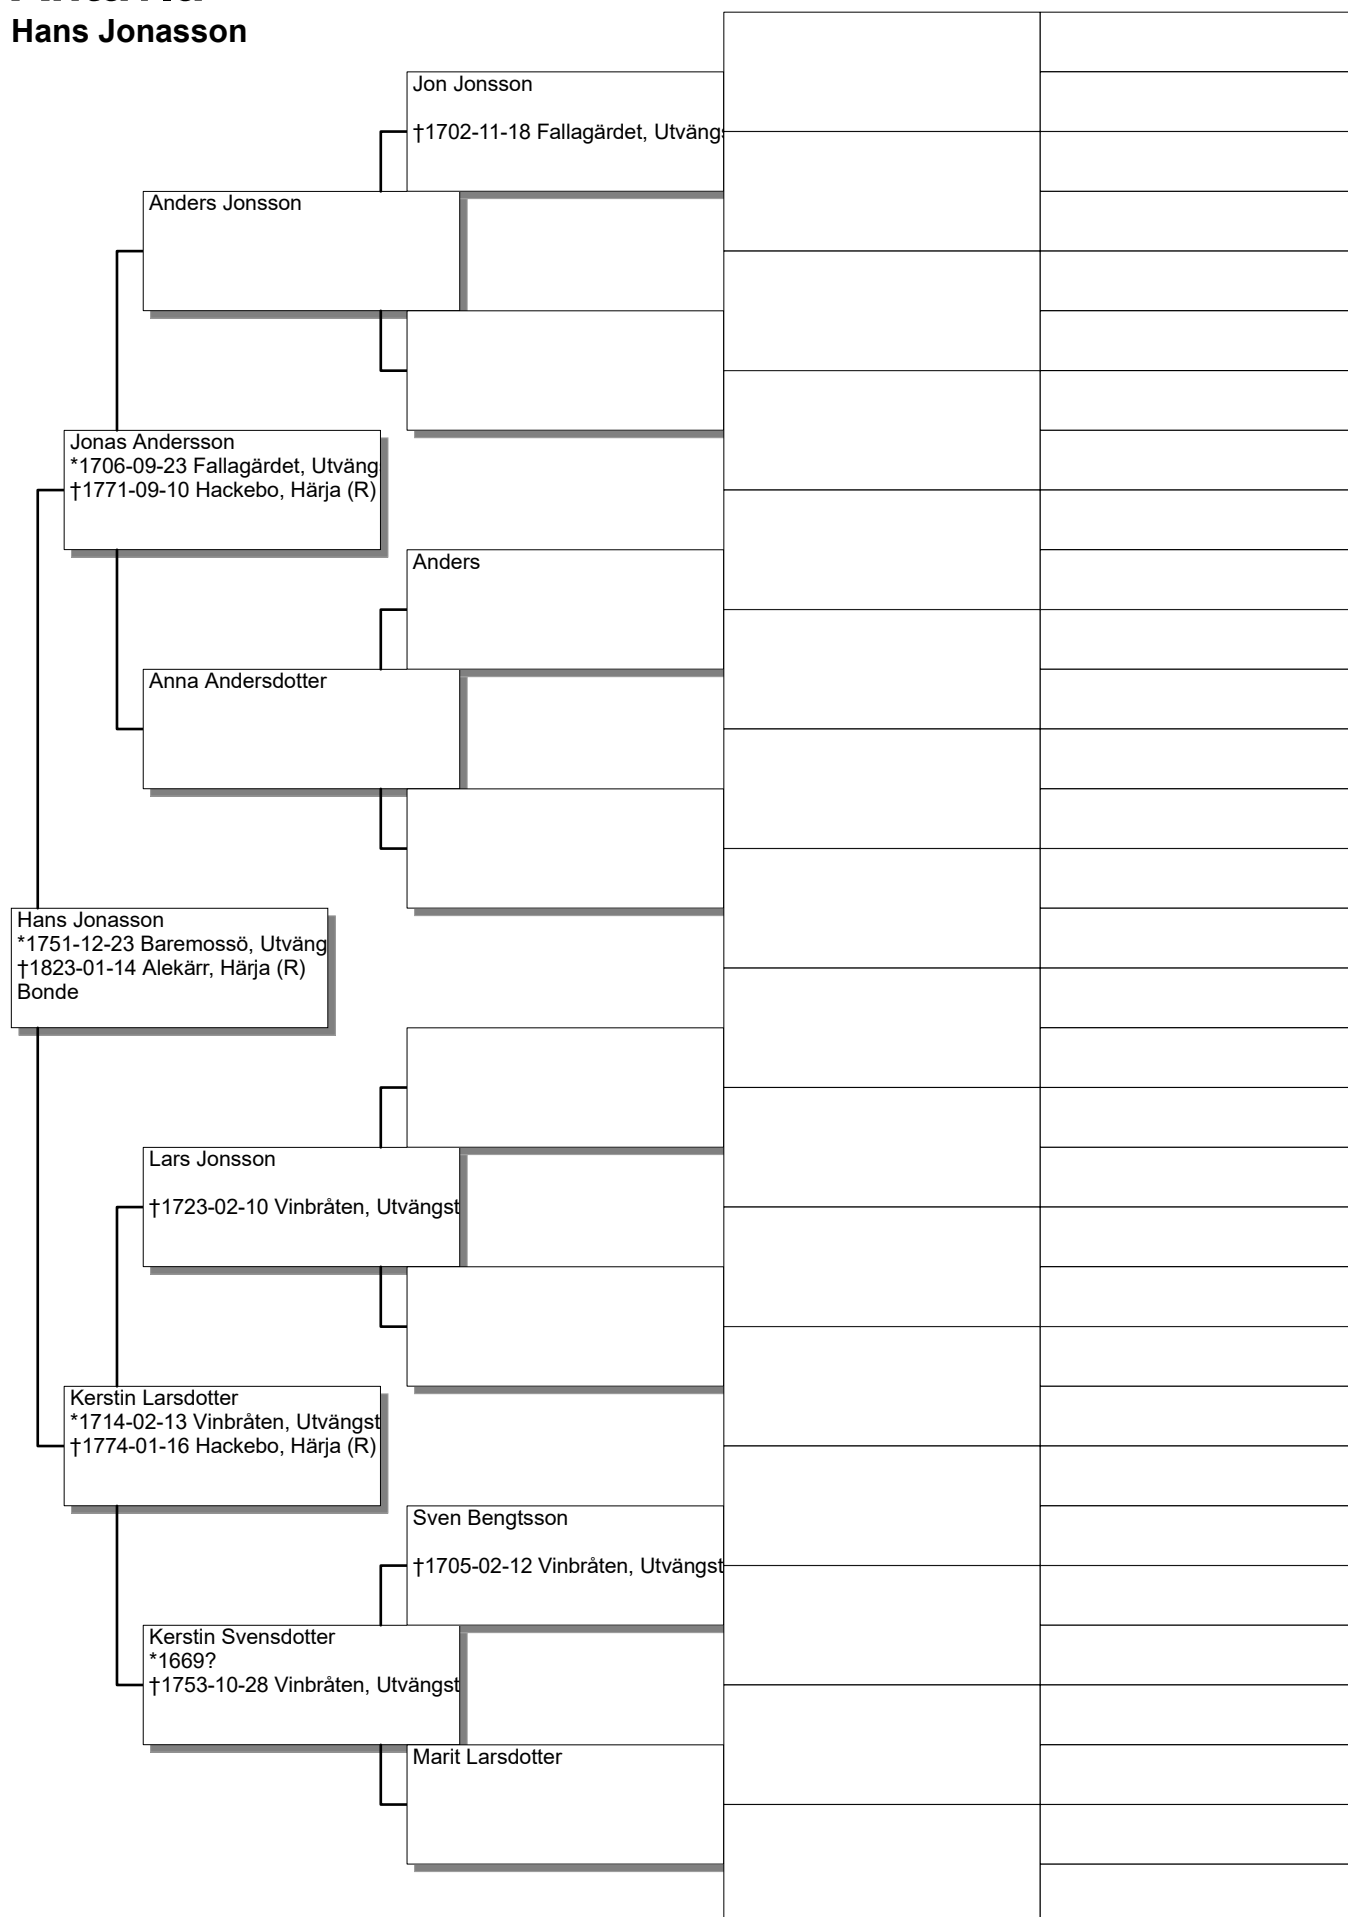 Hans Jonasson
Jon Jonsson
†1702-11-18 Fallagärdet, Utvängs
Anders Jonsson
Jonas Andersson
*1706-09-23 Fallagärdet, Utväng
†1771-09-10 Hackebo, Härja (R)
Anders
Anna Andersdotter
Hans Jonasson
*1751-12-23 Baremossö, Utväng
†1823-01-14 Alekärr, Härja (R)
Bonde
Lars Jonsson
†1723-02-10 Vinbråten, Utvängst
Kerstin Larsdotter
*1714-02-13 Vinbråten, Utvängst
†1774-01-16 Hackebo, Härja (R)
Sven Bengtsson
†1705-02-12 Vinbråten, Utvängst
Kerstin Svensdotter
*1669?
†1753-10-28 Vinbråten, Utvängst
Marit Larsdotter